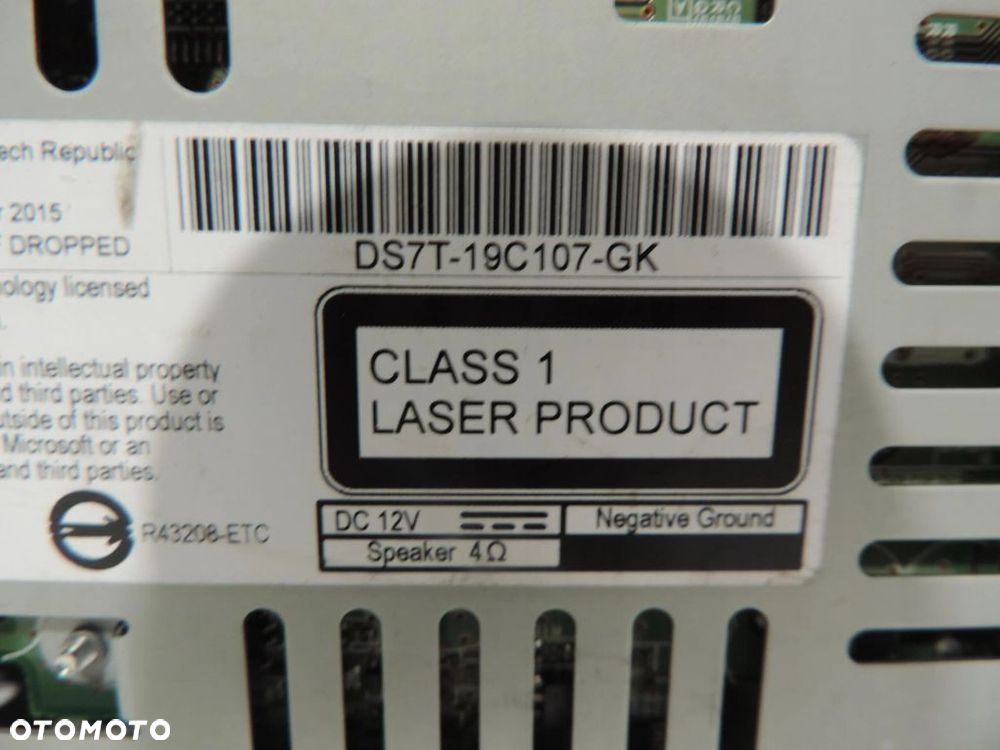 ech Republic
r 2015
F DROPPED
DS7T-19C107-GK
ology licensed
CLASS 1
LASER PRODUCT
in intellectual property
d third parties. Use or
utside of this product is
Microsoft or an
and third parties.
R43208-ETC
DC 12V
Negative Ground
Speaker 4Ω
OTOMOTO